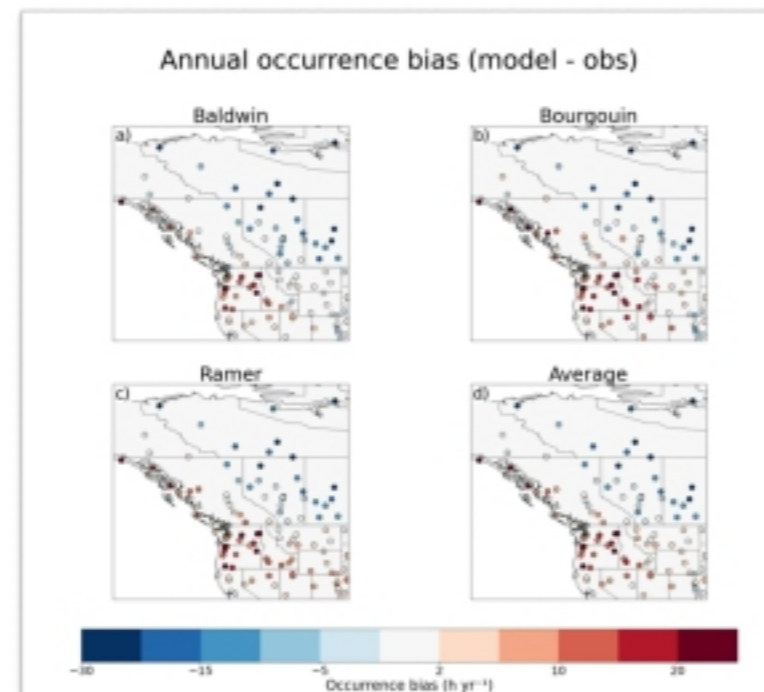 Annual occurrence bias (model - obs)
Baldwin
Bourgouin
a)
b)
Ramer
Average
c)
d)
−30
−15
−5
2
10
20
Occurrence bias (h yr⁻¹)